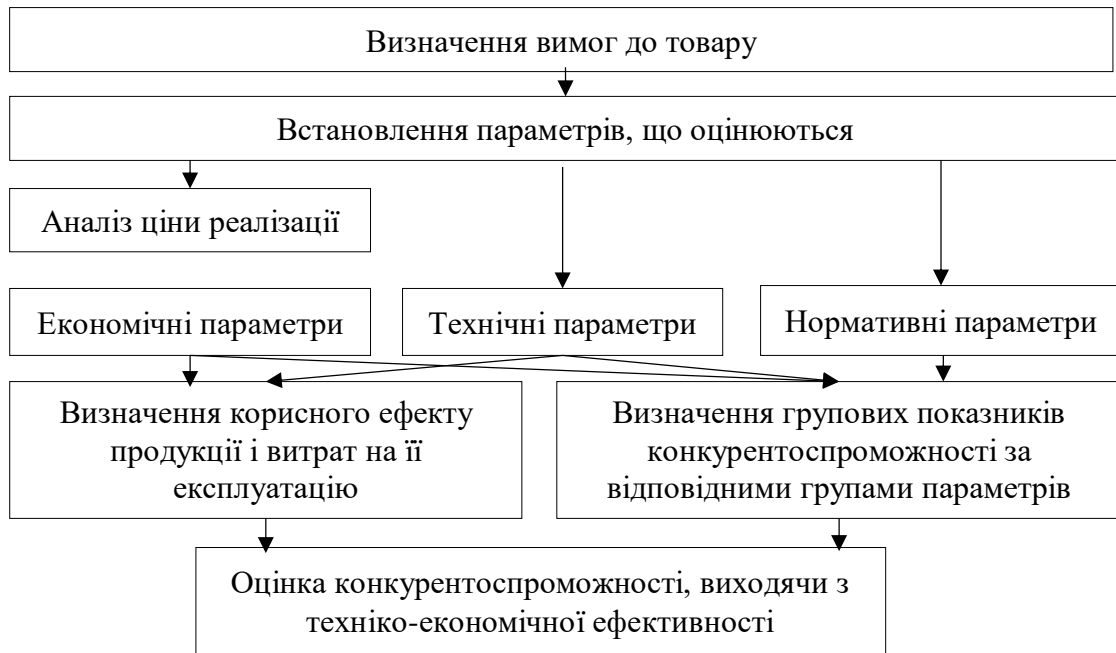 Визначення вимог до товару
Встановлення параметрів, що оцінюються
Аналіз ціни реалізації
Економічні параметри
Технічні параметри
Нормативні параметри
Визначення корисного ефекту
продукції і витрат на її
експлуатацію
Визначення групових показників
конкурентоспроможності за
відповідними групами параметрів
Оцінка конкурентоспроможності, виходячи з
техніко-економічної ефективності